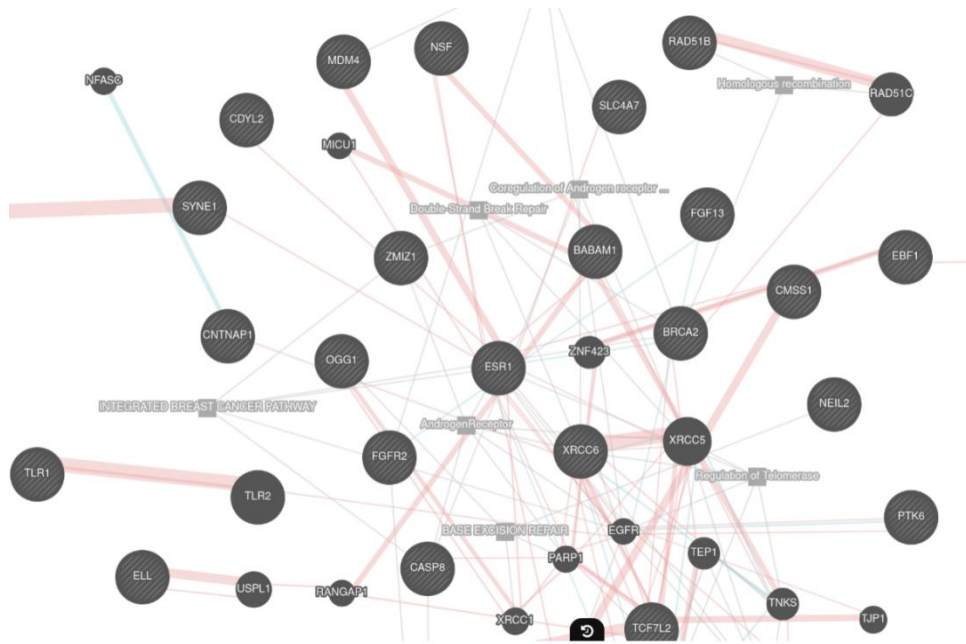 RAD51B
NSF
MDM4
NFASC
Homologous recombination
RAD51C
SLC4A7
CDYL2
MICU1
Coregulation of Androgen receptor ...
SYNE1
Double-Strand Break Repair
FGF13
BABAM1
ZMIZ1
EBF1
CMSS1
CNTNAP1
BRCA2
ZNF423
OGG1
ESR1
INTEGRATED BREAST CANCER PATHWAY
NEIL2
AndrogenReceptor
XRCC5
FGFR2
XRCC6
TLR1
Regulation of Telomerase
TLR2
PTK6
BASE EXCISION REPAIR
EGFR
TEP1
PARP1
CASP8
ELL
USPL1
RANGAP1
TNKS
XRCC1
TJP1
TCF7L2